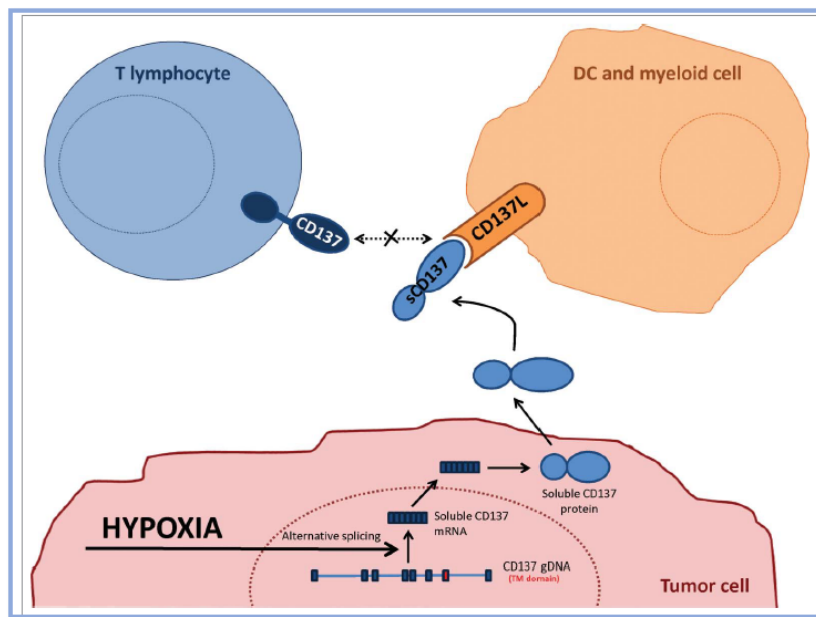 T lymphocyte
DC and myeloid cell
CD137
CD137L
sCD137
HYPOXIA
Alternative splicing
Soluble CD137
mRNA
Soluble CD137
protein
CD137 gDNA
(TM domain)
Tumor cell